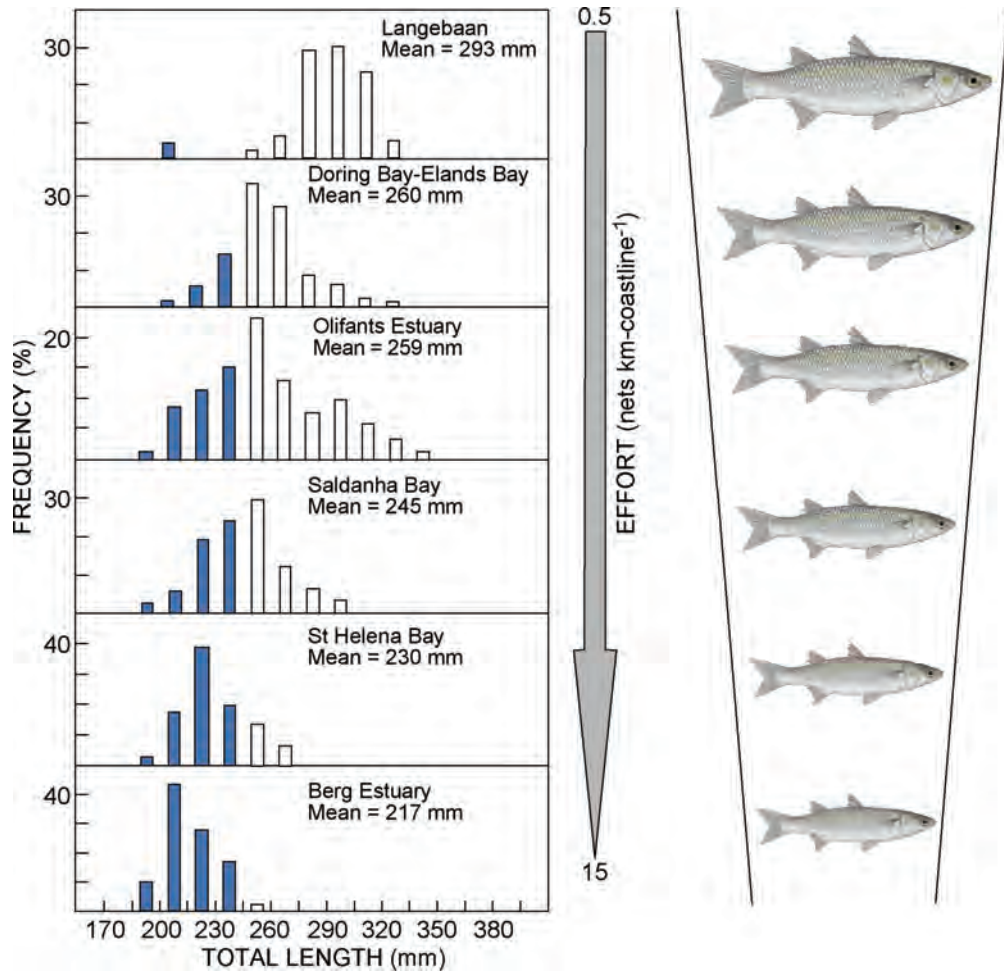 Langebaan
Mean = 293 mm
30
Doring Bay-Elands Bay
Mean = 260 mm
30
Olifants Estuary
Mean = 259 mm
20
Saldanha Bay
Mean = 245 mm
30
St Helena Bay
Mean = 230 mm
40
Berg Estuary
Mean = 217 mm
40
FREQUENCY (%)
170 200 230 260 290 320 350 380
TOTAL LENGTH (mm)
0.5
EFFORT (nets km-coastline⁻¹)
15